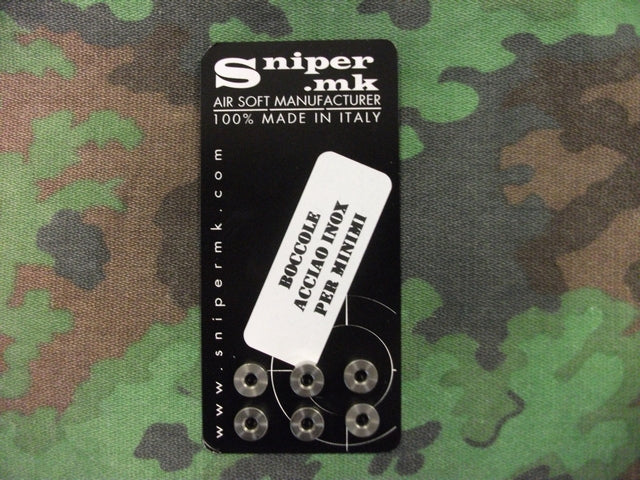 Sniper
.mk
AIR SOFT MANUFACTURER
100% MADE IN ITALY
www.snipermk.com
BOCCOLE
ACCIAO INOX
PER MINIMI